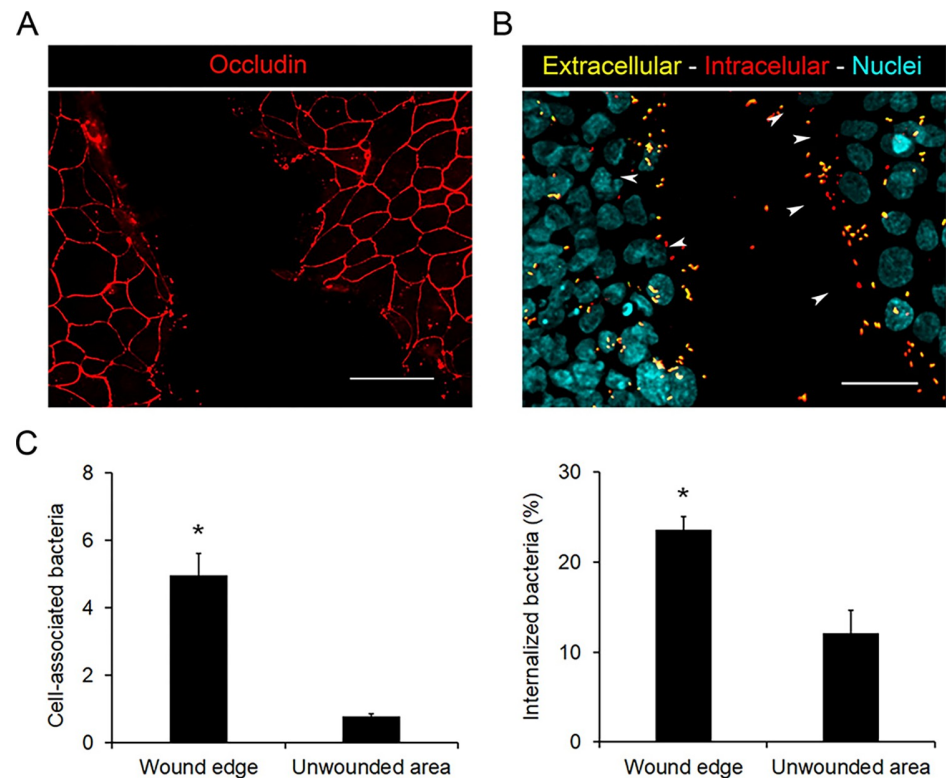 A
B
Occludin
Extracellular - Intracelular - Nuclei
C
Cell-associated bacteria
8
6
4
2
0
*
Wound edge
Unwounded area
Internalized bacteria (%)
30
20
10
0
*
Wound edge
Unwounded area